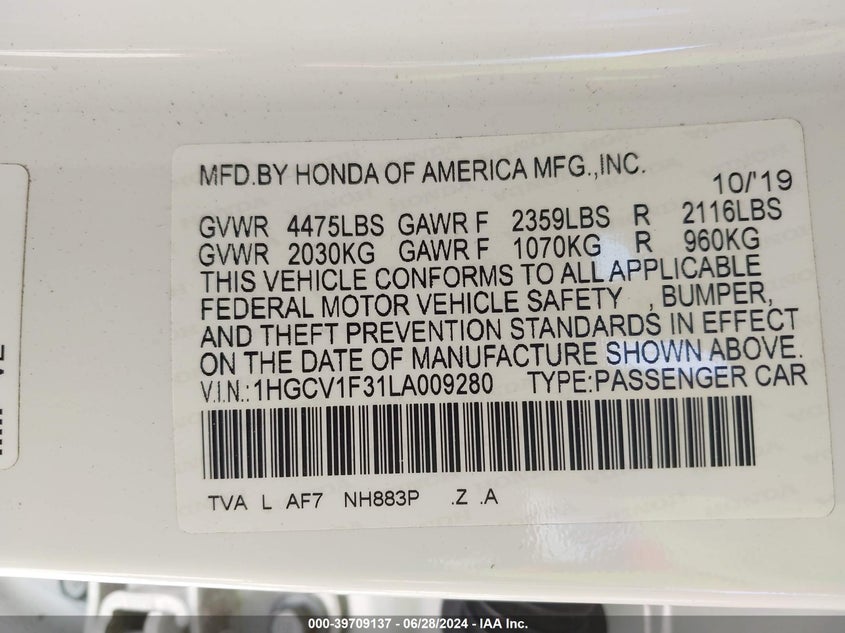 MFD.BY HONDA OF AMERICA MFG.,INC.
10/'19
GVWR 4475LBS GAWR F 2359LBS R 2116LBS
GVWR 2030KG GAWR F 1070KG R 960KG
THIS VEHICLE CONFORMS TO ALL APPLICABLE
FEDERAL MOTOR VEHICLE SAFETY , BUMPER,
AND THEFT PREVENTION STANDARDS IN EFFECT
ON THE DATE OF MANUFACTURE SHOWN ABOVE.
V.I.N.:1HGCV1F31LA009280 TYPE:PASSENGER CAR
TVA L AF7 NH883P .Z .A
000-39709137 - 06/28/2024 - IAA Inc.